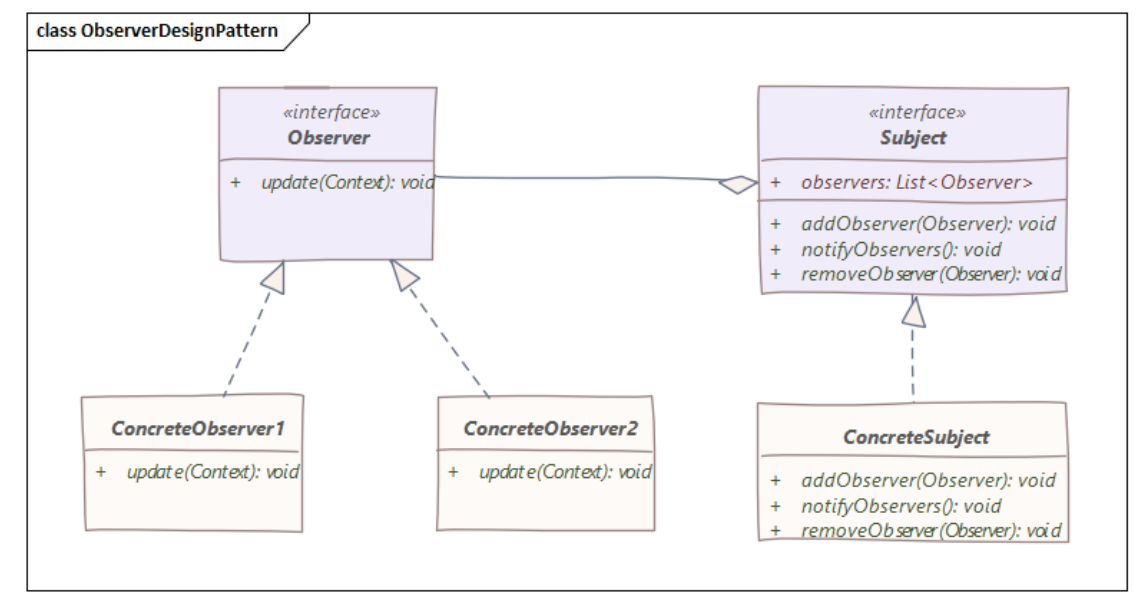 class ObserverDesignPattern
«interface»
Observer
+ update(Context): void
«interface»
Subject
+ observers: List<Observer>
+ addObserver(Observer): void
+ notifyObservers(): void
+ removeObserver(Observer): void
ConcreteObserver1
+ update(Context): void
ConcreteObserver2
+ update(Context): void
ConcreteSubject
+ addObserver(Observer): void
+ notifyObservers(): void
+ removeObserver(Observer): void